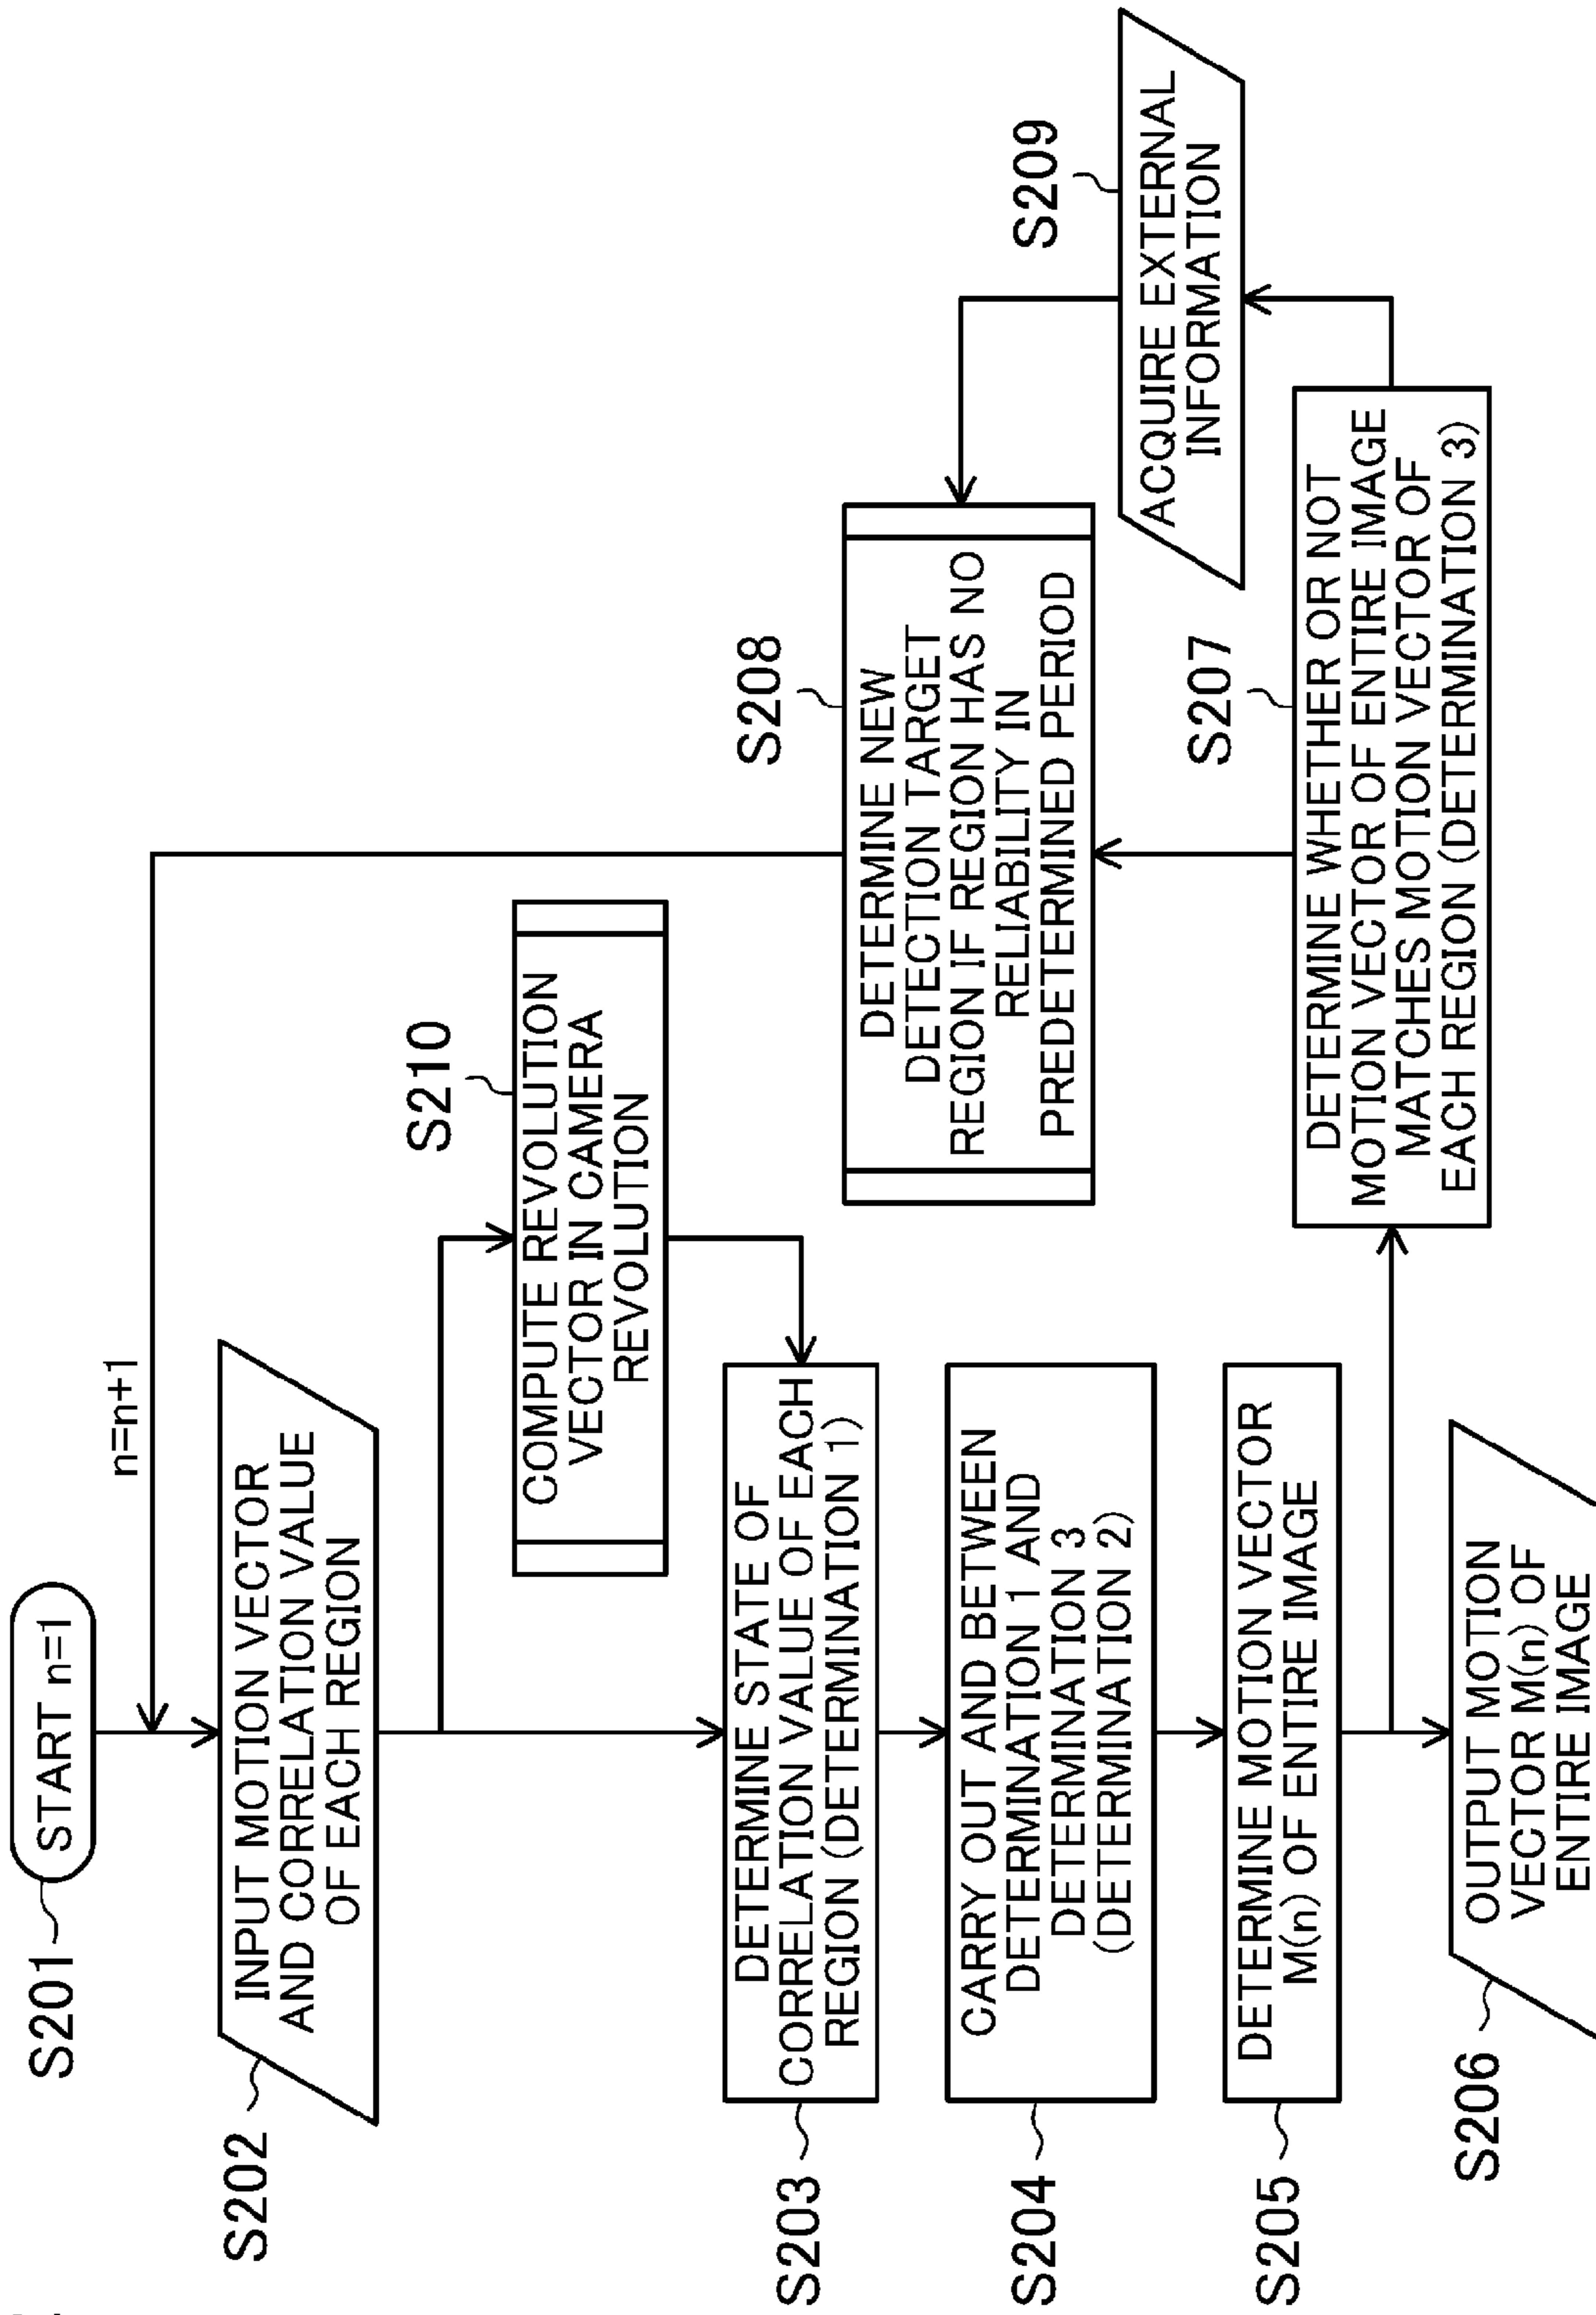 S201
START n=1
n=n+1
S202
INPUT MOTION VECTOR
AND CORRELATION VALUE
OF EACH REGION
S210
COMPUTE REVOLUTION
VECTOR IN CAMERA
REVOLUTION
S203
DETERMINE STATE OF
CORRELATION VALUE OF EACH
REGION (DETERMINATION 1)
S204
CARRY OUT AND BETWEEN
DETERMINATION 1 AND
DETERMINATION 3
(DETERMINATION 2)
S205
DETERMINE MOTION VECTOR
M(n) OF ENTIRE IMAGE
S206
OUTPUT MOTION
VECTOR M(n) OF
ENTIRE IMAGE
S207
DETERMINE WHETHER OR NOT
MOTION VECTOR OF ENTIRE IMAGE
MATCHES MOTION VECTOR OF
EACH REGION (DETERMINATION 3)
S208
DETERMINE NEW
DETECTION TARGET
REGION IF REGION HAS NO
RELIABILITY IN
PREDETERMINED PERIOD
S209
ACQUIRE EXTERNAL
INFORMATION